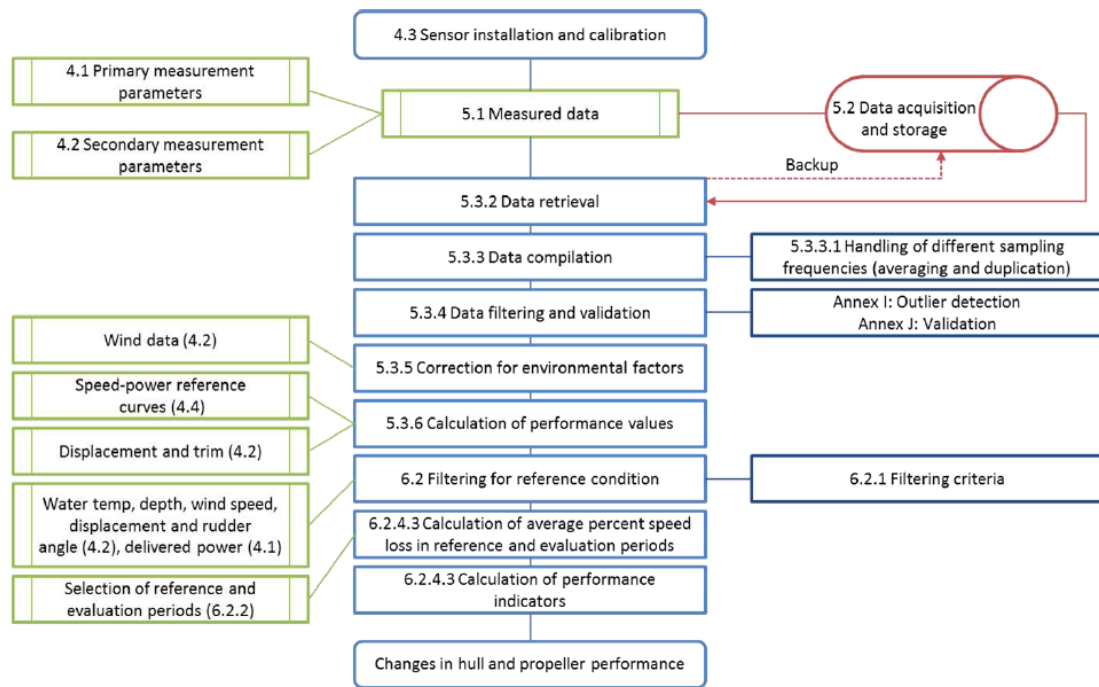 4.3 Sensor installation and calibration
4.1 Primary measurement
parameters
5.1 Measured data
5.2 Data acquisition
and storage
4.2 Secondary measurement
parameters
Backup
5.3.2 Data retrieval
5.3.3 Data compilation
5.3.3.1 Handling of different sampling
frequencies (averaging and duplication)
5.3.4 Data filtering and validation
Annex I: Outlier detection
Annex J: Validation
Wind data (4.2)
5.3.5 Correction for environmental factors
Speed-power reference
curves (4.4)
5.3.6 Calculation of performance values
Displacement and trim (4.2)
6.2 Filtering for reference condition
6.2.1 Filtering criteria
Water temp, depth, wind speed,
displacement and rudder
angle (4.2), delivered power (4.1)
6.2.4.3 Calculation of average percent speed
loss in reference and evaluation periods
Selection of reference and
evaluation periods (6.2.2)
6.2.4.3 Calculation of performance
indicators
Changes in hull and propeller performance